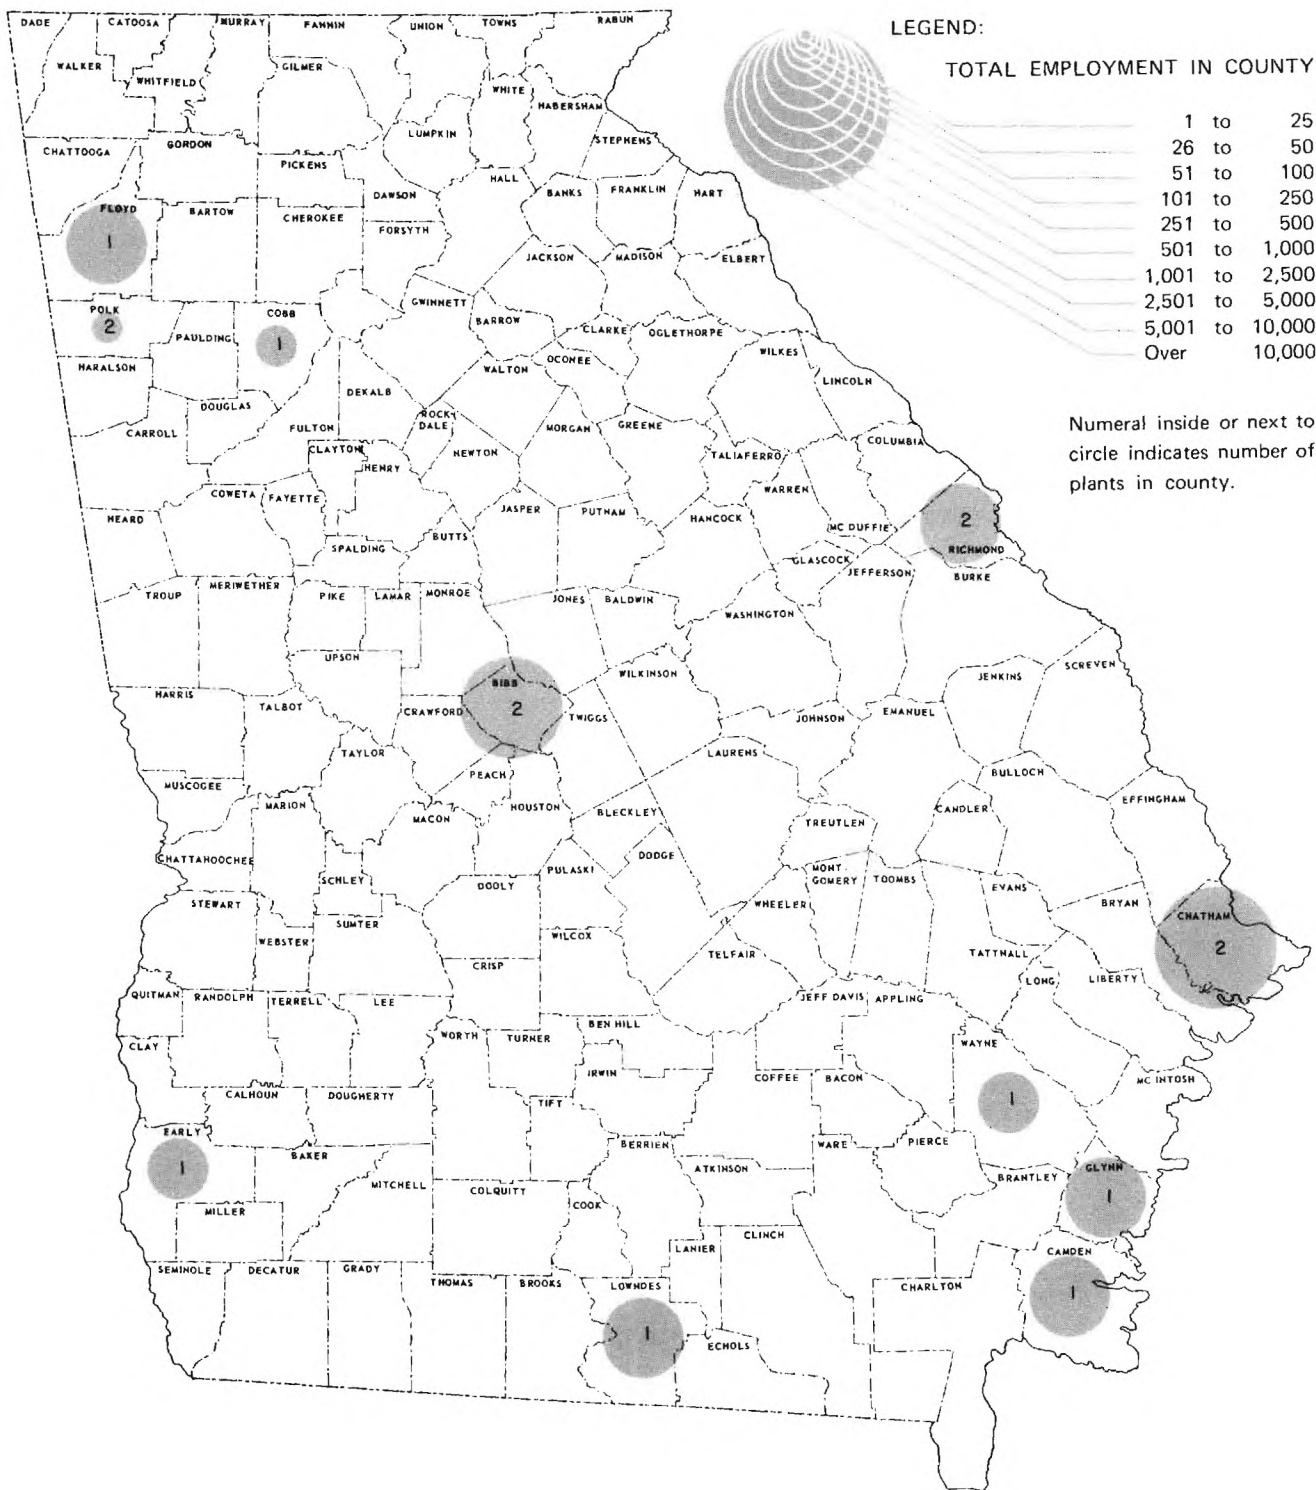 LEGEND:
TOTAL EMPLOYMENT IN COUNTY
1 to 25
26 to 50
51 to 100
101 to 250
251 to 500
501 to 1,000
1,001 to 2,500
2,501 to 5,000
5,001 to 10,000
Over 10,000
Numeral inside or next to
circle indicates number of
plants in county.
DADE CATOOSA MURRAY FANNIN UNION TOWNS RABUN
WALKER WHITFIELD GILMER WHITE HABERSHAM
LUMPKIN STEPHENS
CHATTOOGA GORDON PICKENS DAWSON HALL BANKS FRANKLIN HART
FLOYD BARTOW CHEROKEE FORSYTH
1
JACKSON MADISON ELBERT
POLK COBB GWINNETT BARROW CLARKE OGLETHORPE
2 PAULDING 1
HARALSON WALTON OCONEE WILKES LINCOLN
DEKALB
CARROLL DOUGLAS FULTON ROCK
DALE MORGAN GREENE COLUMBIA
CLAYTON HENRY NEWTON TALIAFERRO WARREN
COWETA FAYETTE
HEARD JASPER PUTNAM HANCOCK MC DUFFIE 2
SPALDING BUTTS GLASCOCK JEFFERSON RICHMOND
BURKE
TROUP MERIWETHER PIKE LAMAR MONROE JONES BALDWIN WASHINGTON
UPSON BIBB WILKINSON JENKINS SCREVEN
HARRIS TALBOT CRAWFORD 2 TWIGGS JOHNSON EMANUEL
TAYLOR LAURENS
MUSCOGEE MARION PEACH HOUSTON BLECKLEY CANDLER BULLOCH EFFINGHAM
MACON TREUTLEN
CHATTAHOOCHEE SCHLEY DOOLY PULASKI DODGE MONT
GOMERY TOOMBS EVANS
STEWART SUMTER WHEELER BRYAN CHATHAM
WEBSTER WILCOX TELFAIR TATTNALL 2
CRISP
QUITMAN RANDOLPH TERRELL LEE JEFF DAVIS APPLING LONG LIBERTY
CLAY WORTH TURNER BEN HILL WAYNE
IRWIN COFFEE BACON MC INTOSH
CALHOUN DOUGHERTY TIFT 1
EARLY BAKER BERRIEN WARE PIERCE
1 MITCHELL COLQUITT ATKINSON BRANTLEY GLYNN
MILLER COOK 1
LANIER CLINCH
SEMINOLE DECATUR GRADY THOMAS BROOKS LOWNDES CHARLTON CAMDEN
1
1 ECHOLS